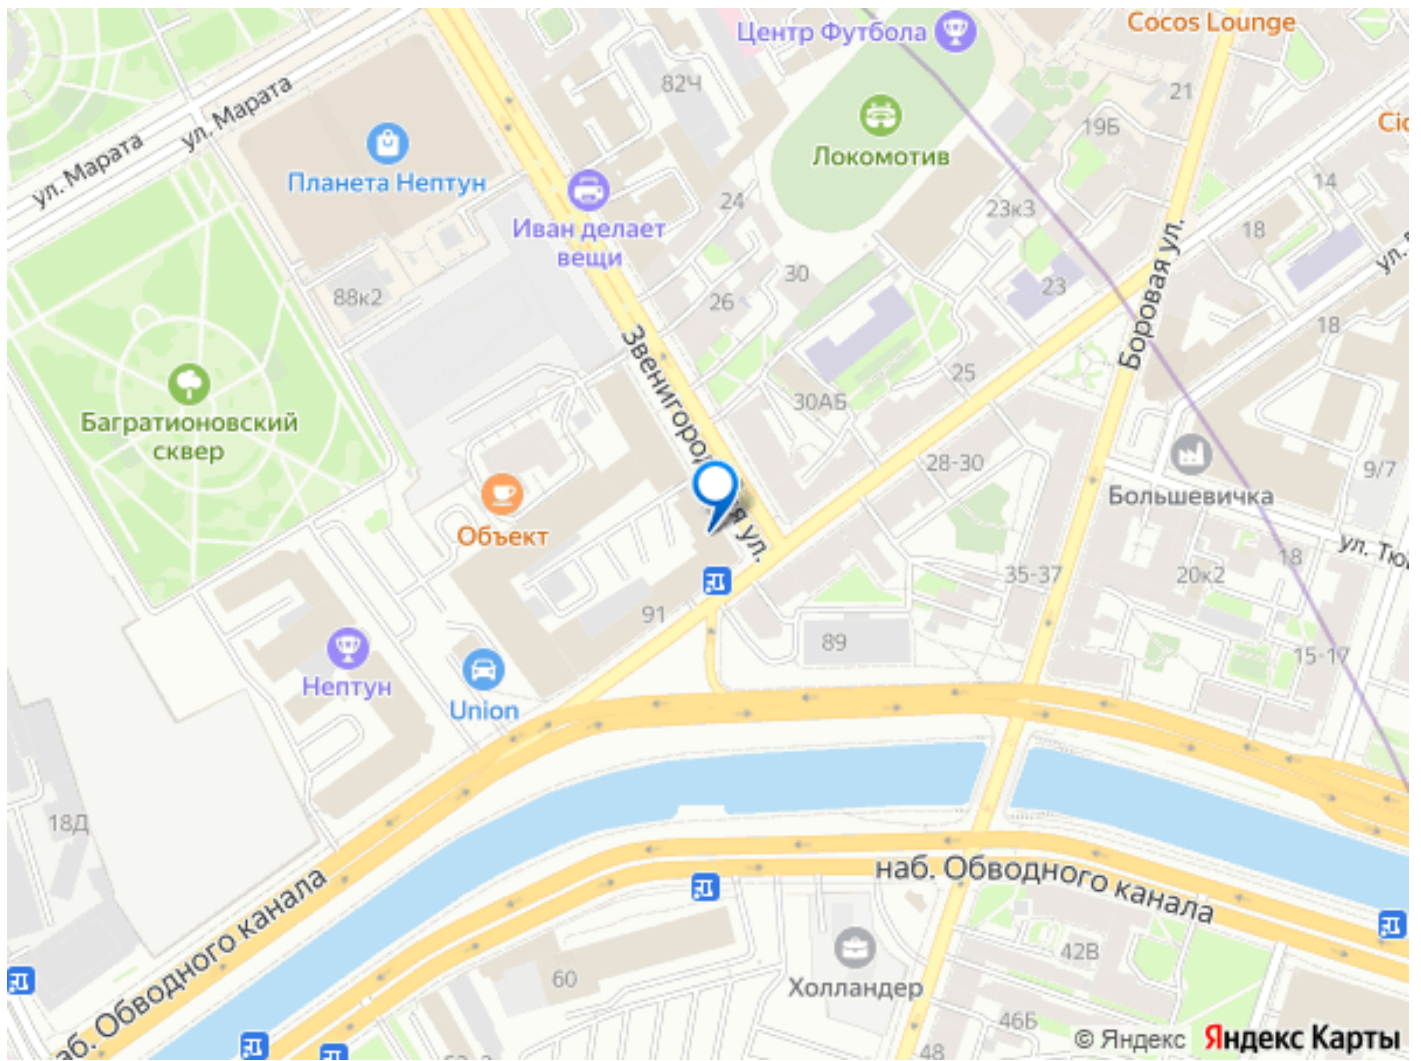 Центр Футбола
Cocos Lounge
82Ч
21
ул. Марата
ул. Марата
Планета Нептун
Локомотив
19Б
14
24
23к3
18
Иван делает
вещи
88к2
26
30
23
Боровая ул.
18
Звенигородская ул.
Багратионовский
сквер
30АБ
25
28-30
9/7
Большевичка
Объект
35-37
20к2
18
91
89
15-17
Нептун
Union
18Д
наб. Обводного канала
наб. Обводного канала
60
Холландер
42В
46Б
48
© Яндекс Яндекс Карты